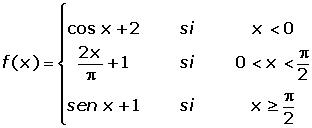 cos x + 2 si x < 0
f(x) = { 2x/π + 1 si 0 < x < π/2
sen x + 1 si x ≥ π/2